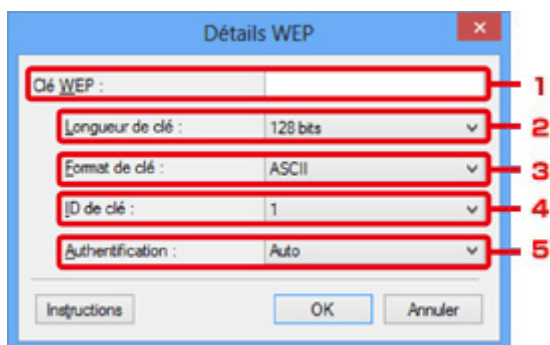 Détails WEP
Clé WEP : 1
Longueur de clé : 128 bits 2
Format de clé : ASCII 3
ID de clé : 1 4
Authentification : Auto 5
Instructions OK Annuler